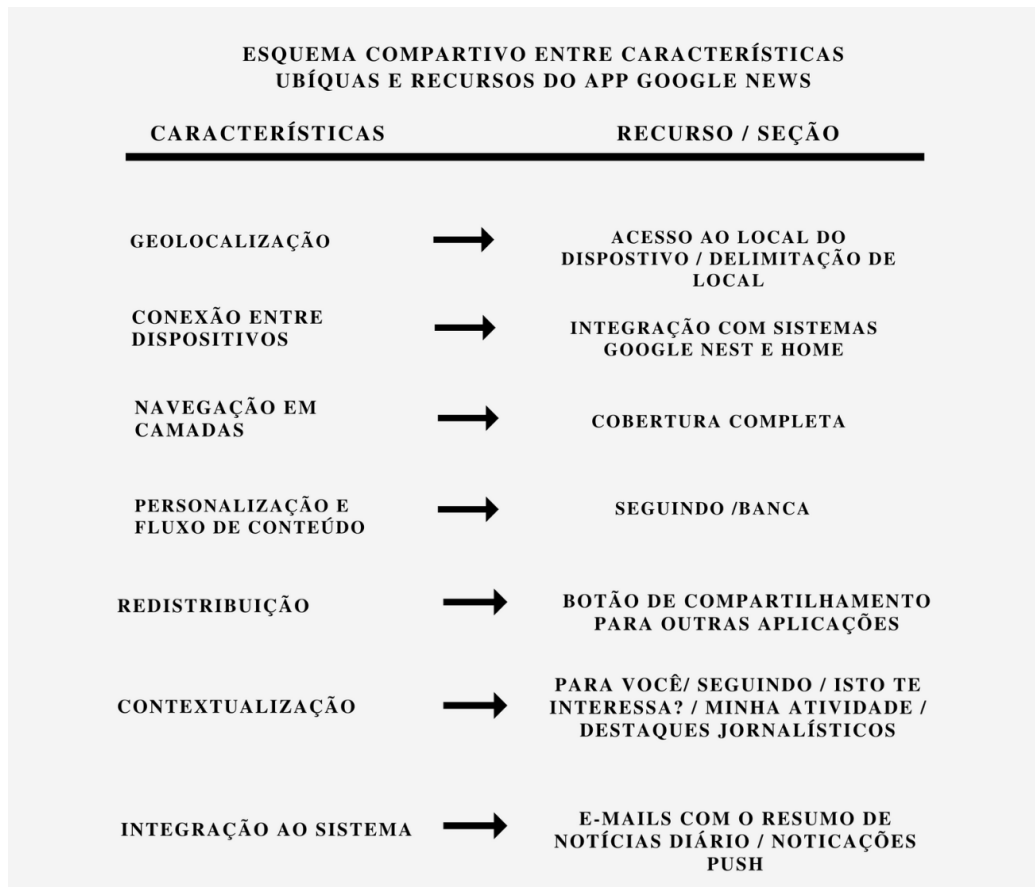 ESQUEMA COMPARTIVO ENTRE CARACTERÍSTICAS
UBÍQUAS E RECURSOS DO APP GOOGLE NEWS
CARACTERÍSTICAS
RECURSO / SEÇÃO
GEOLOCALIZAÇÃO
ACESSO AO LOCAL DO
DISPOSTIVO / DELIMITAÇÃO DE
LOCAL
CONEXÃO ENTRE
DISPOSITIVOS
INTEGRAÇÃO COM SISTEMAS
GOOGLE NEST E HOME
NAVEGAÇÃO EM
CAMADAS
COBERTURA COMPLETA
PERSONALIZAÇÃO E
FLUXO DE CONTEÚDO
SEGUINDO /BANCA
REDISTRIBUIÇÃO
BOTÃO DE COMPARTILHAMENTO
PARA OUTRAS APLICAÇÕES
CONTEXTUALIZAÇÃO
PARA VOCÊ/ SEGUINDO / ISTO TE
INTERESSA? / MINHA ATIVIDADE /
DESTAQUES JORNALÍSTICOS
INTEGRAÇÃO AO SISTEMA
E-MAILS COM O RESUMO DE
NOTÍCIAS DIÁRIO / NOTICAÇÕES
PUSH